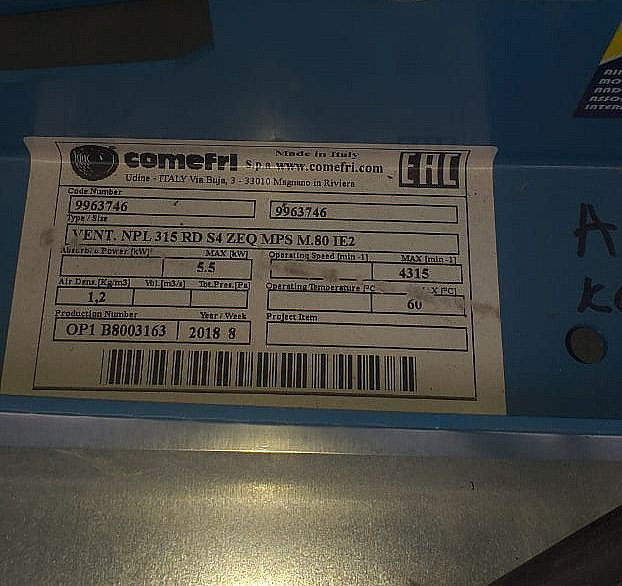 comefri S.p.a. Made in Italy
www.comefri.com
EAC
Udine - ITALY Via Buja, 3 - 33010 Magnano in Riviera
Code Number
9963746 9963746
Type / Size
VENT. NPL 315 RD S4 ZEQ MPS M.80 IE2
Absorb. Power [kW] MAX [kW] Operating Speed [min -1] MAX [min -1]
5.5 4315
Air Dens. [Kg/m3] Vol. [m3/s] Tot.Pres. [Pa] Operating Temperature [°C]
1,2 60
Production Number Year / Week Project Item
OP1 B8003163 2018 8